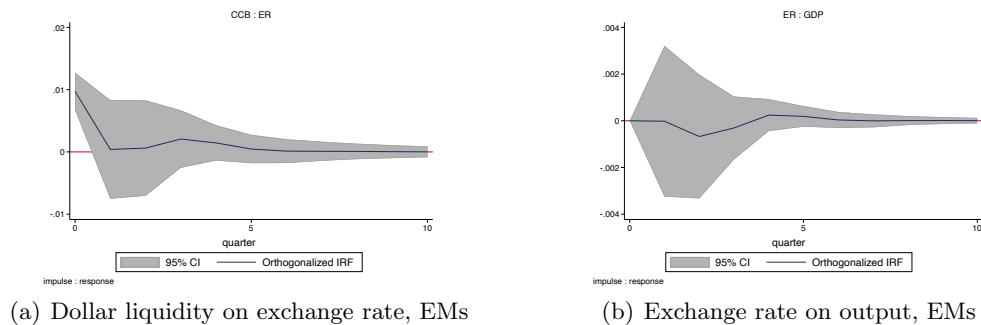 CCB : ER
.02
.01
0
-.01
0
5
10
quarter
95% CI
Orthogonalized IRF
impulse : response
(a) Dollar liquidity on exchange rate, EMs
ER : GDP
.004
.002
0
-.002
-.004
0
5
10
quarter
95% CI
Orthogonalized IRF
impulse : response
(b) Exchange rate on output, EMs